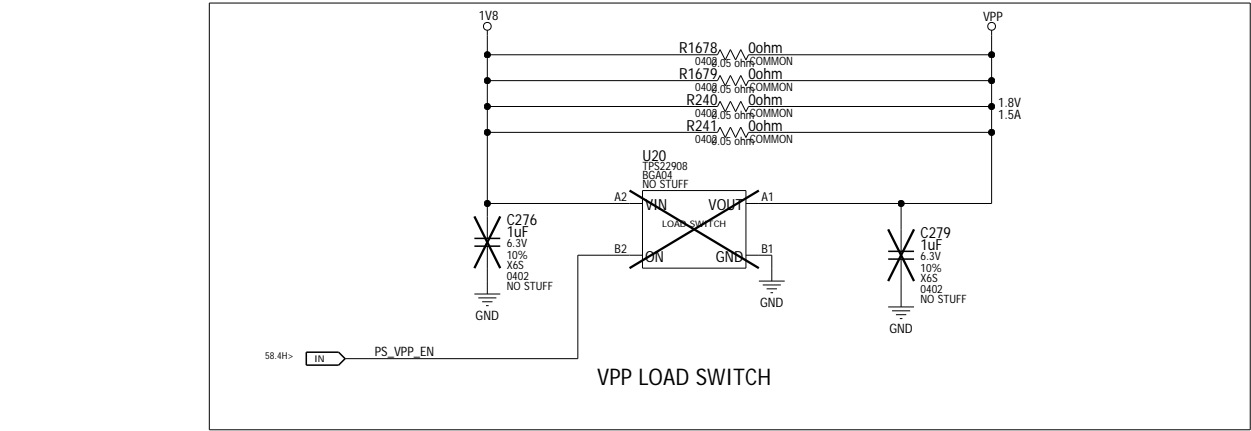 1V8
VPP
R1678 0ohm
0402 0.05 ohm COMMON
R1679 0ohm
0402 0.05 ohm COMMON
R240 0ohm
0402 0.05 ohm COMMON
1.8V
1.5A
R241 0ohm
0402 0.05 ohm COMMON
U20
TPS22908
BGA04
NO STUFF
A2 VIN VOUT A1
LOAD SWITCH
B2 ON GND B1
C276
1uF
6.3V
10%
X6S
0402
NO STUFF
GND
GND
C279
1uF
6.3V
10%
X6S
0402
NO STUFF
GND
58.4H> IN PS_VPP_EN
VPP LOAD SWITCH